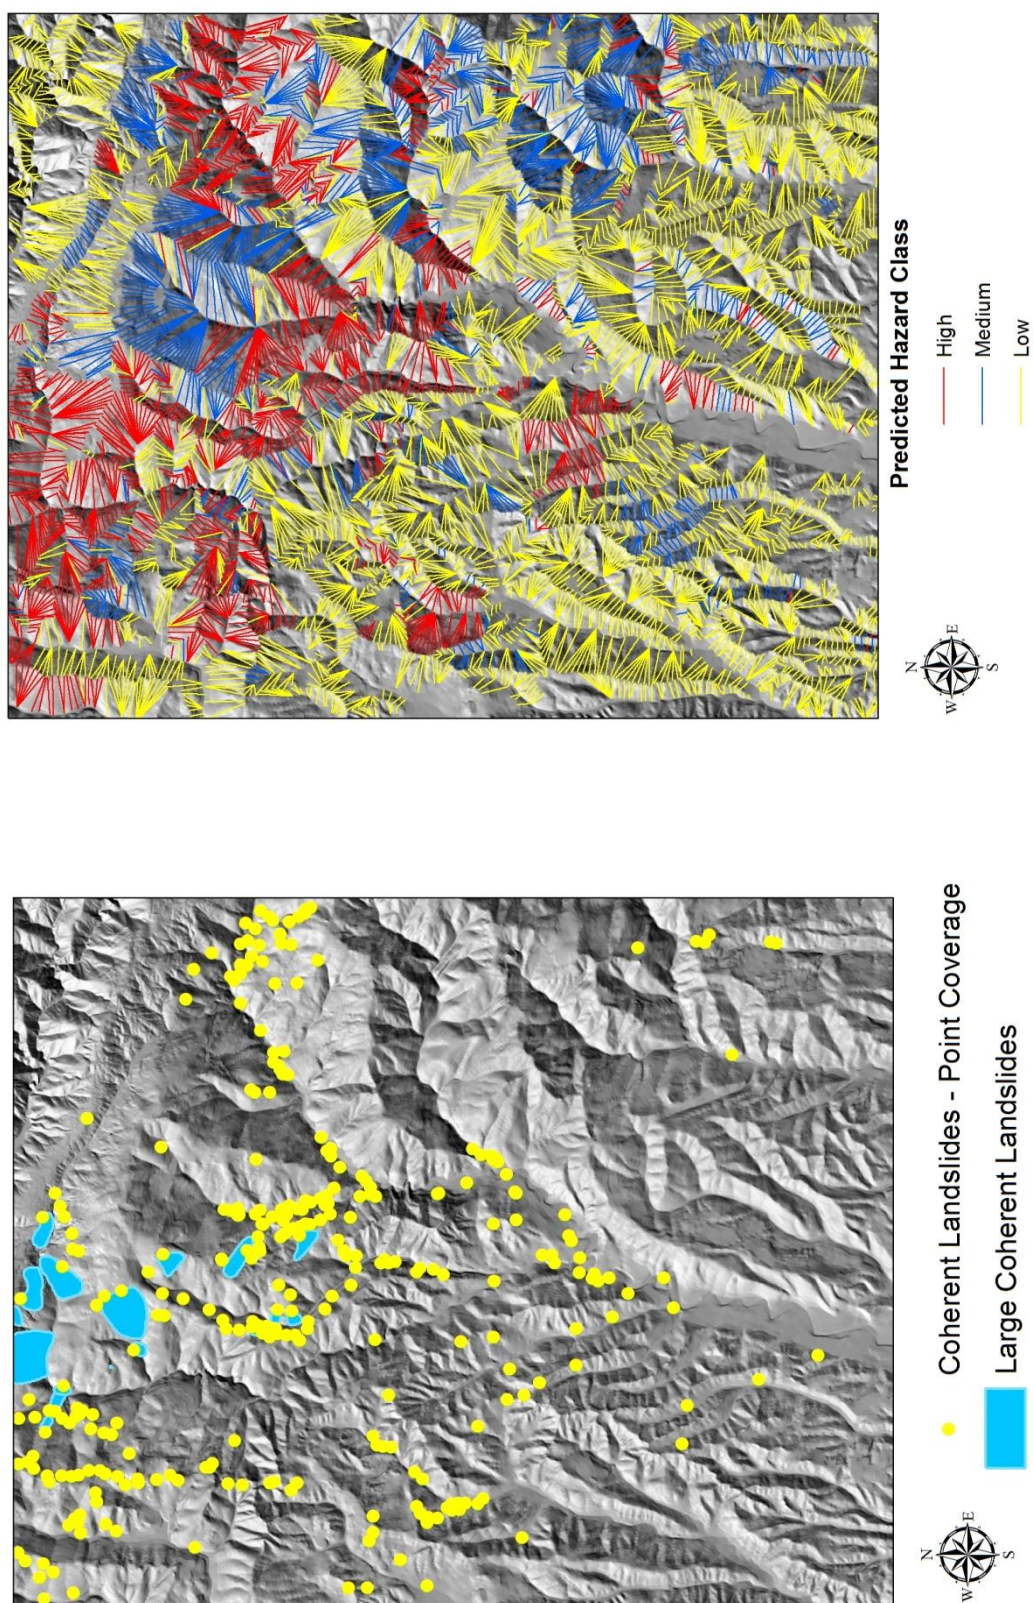 Predicted Hazard Class
High
Medium
Low
N
W
E
S
Coherent Landslides - Point Coverage
Large Coherent Landslides
N
W
E
S